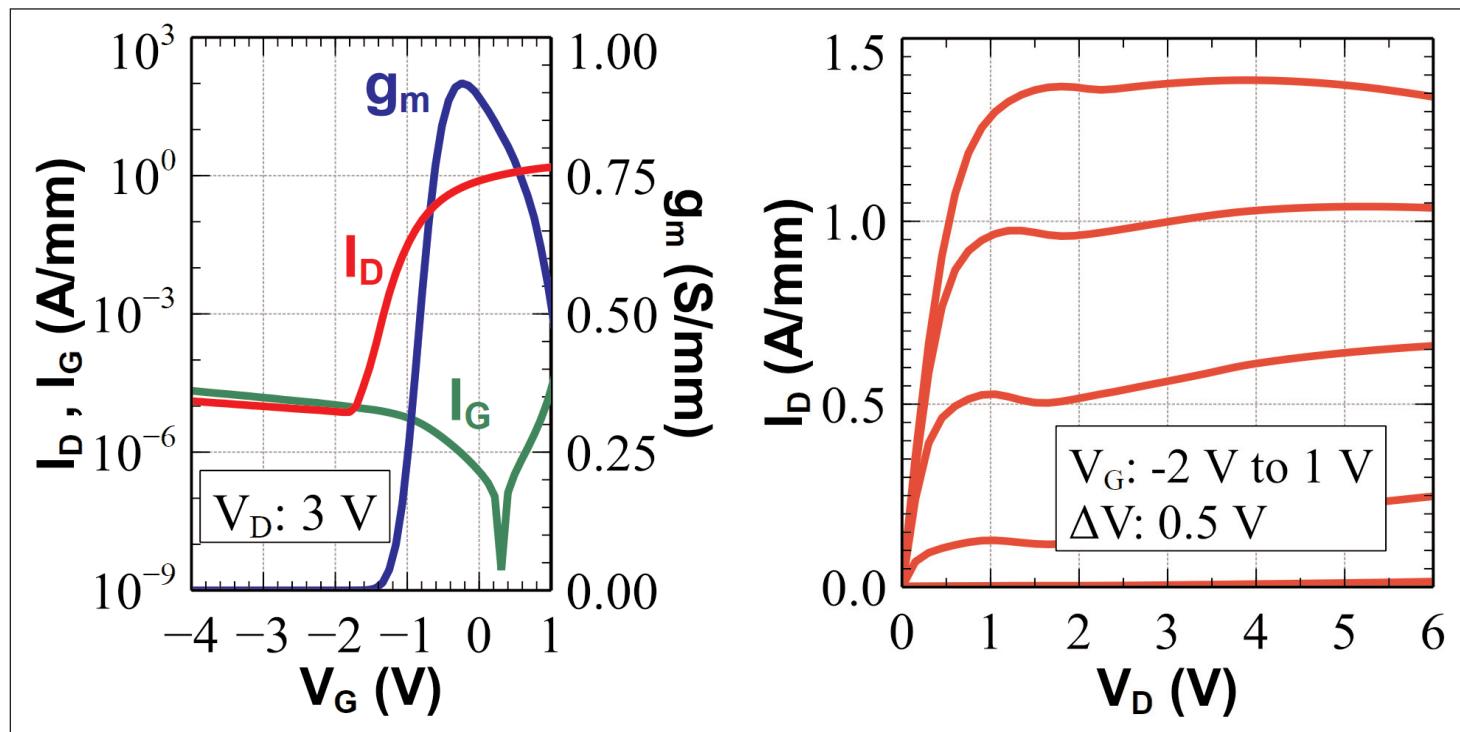 10³
10⁰
10⁻³
10⁻⁶
10⁻⁹
I_D , I_G (A/mm)
g_m
I_D
I_G
V_D: 3 V
−4 −3 −2 −1 0 1
V_G (V)
1.00
0.75
0.50
0.25
0.00
g_m (S/mm)
1.5
1.0
0.5
0.0
I_D (A/mm)
V_G: -2 V to 1 V
ΔV: 0.5 V
0 1 2 3 4 5 6
V_D (V)